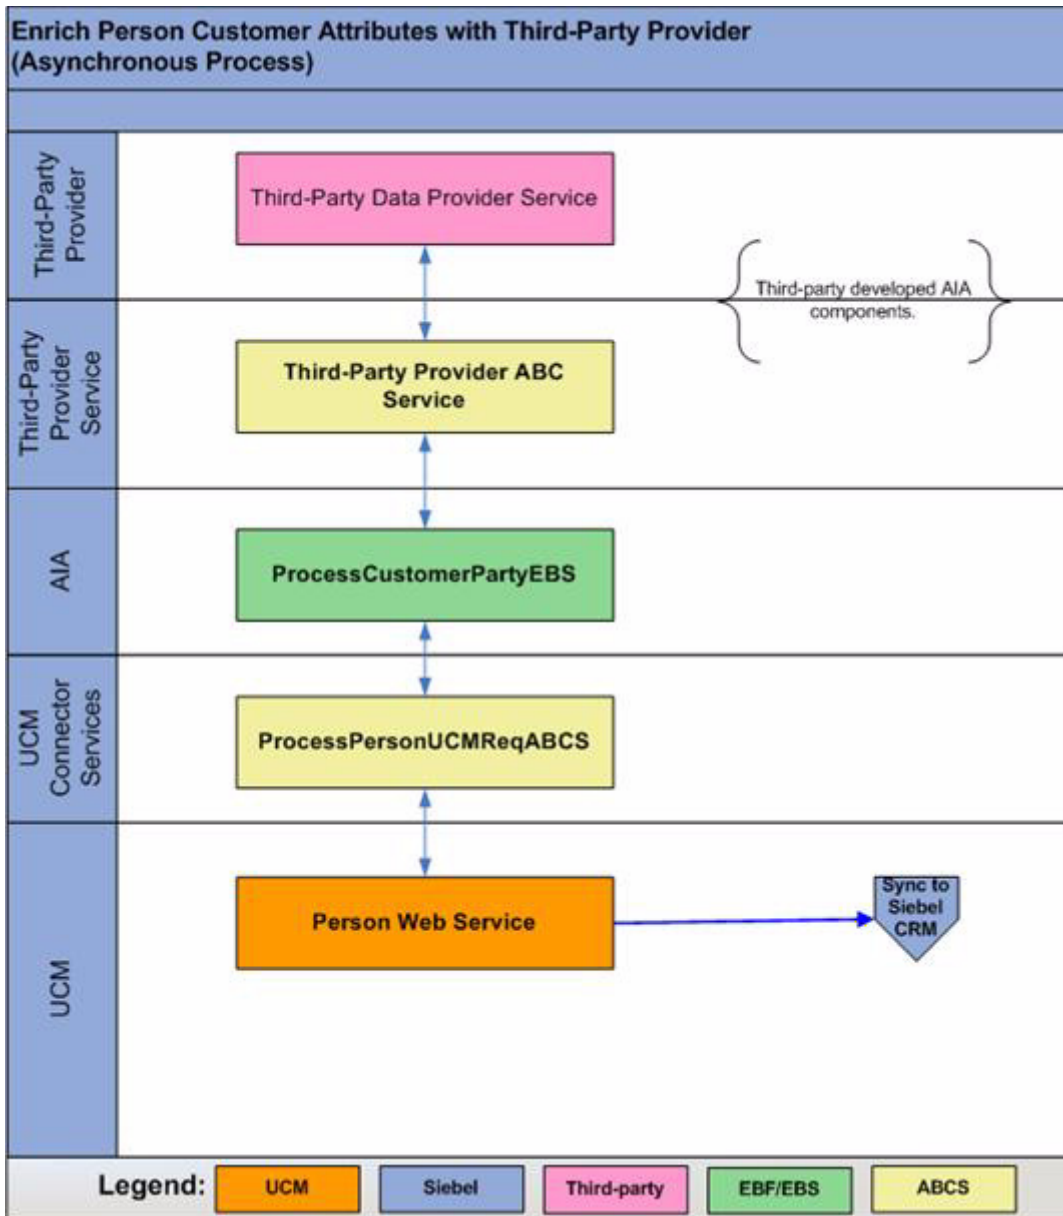 Enrich Person Customer Attributes with Third-Party Provider
(Asynchronous Process)
Third-Party
Provider
Third-Party Data Provider Service
Third-party developed AIA
components.
Third-Party
Provider
Service
Third-Party Provider ABC
Service
AIA
ProcessCustomerPartyEBS
UCM
Connector
Services
ProcessPersonUCMReqABCS
UCM
Person Web Service
Sync to
Siebel
CRM
Legend:
UCM
Siebel
Third-party
EBF/EBS
ABCS